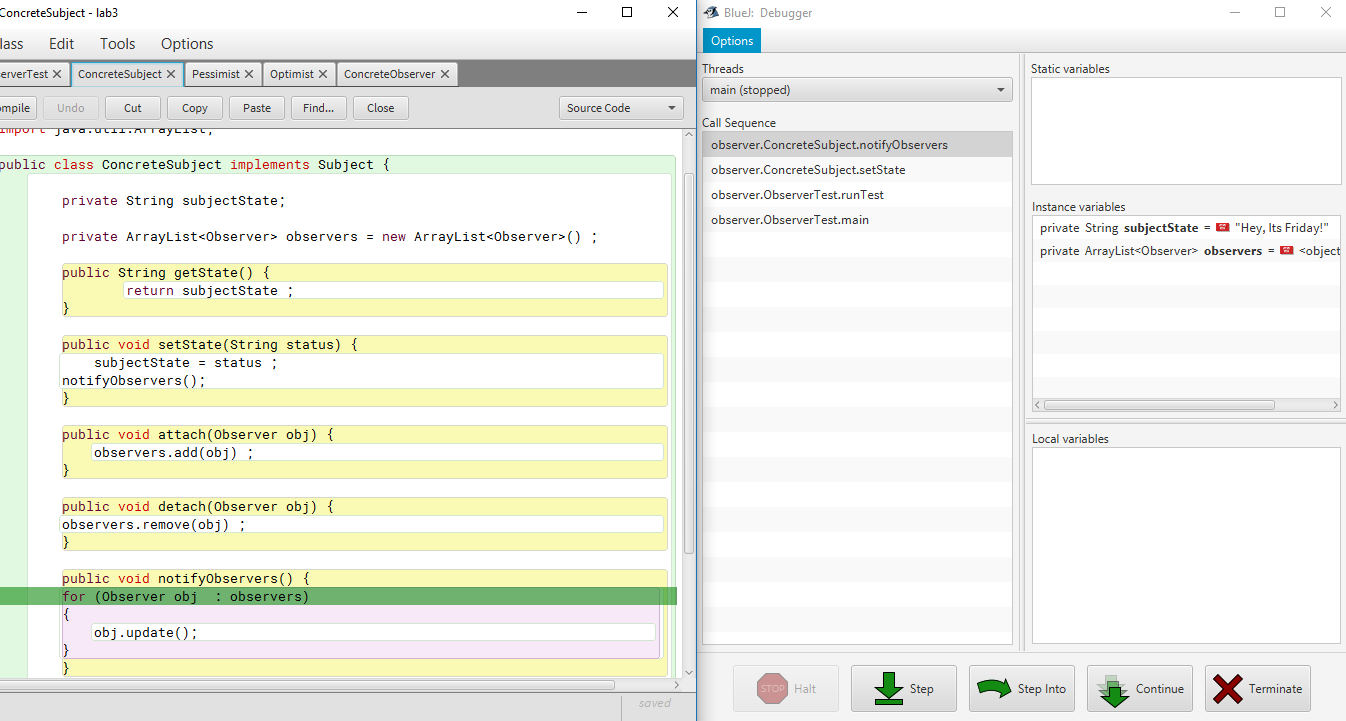 ConcreteSubject - lab3
lass Edit Tools Options
erverTest ConcreteSubject Pessimist Optimist ConcreteObserver
ompile Undo Cut Copy Paste Find... Close Source Code
import java.util.ArrayList;
public class ConcreteSubject implements Subject {
private String subjectState;
private ArrayList<Observer> observers = new ArrayList<Observer>() ;
public String getState() {
return subjectState ;
}
public void setState(String status) {
subjectState = status ;
notifyObservers();
}
public void attach(Observer obj) {
observers.add(obj) ;
}
public void detach(Observer obj) {
observers.remove(obj) ;
}
public void notifyObservers() {
for (Observer obj  : observers)
{
obj.update();
}
}
saved
BlueJ: Debugger
Options
Threads
main (stopped)
Call Sequence
observer.ConcreteSubject.notifyObservers
observer.ConcreteSubject.setState
observer.ObserverTest.runTest
observer.ObserverTest.main
Static variables
Instance variables
private String subjectState = "Hey, Its Friday!"
private ArrayList<Observer> observers = <object
Local variables
STOP Halt
Step
Step Into
Continue
Terminate